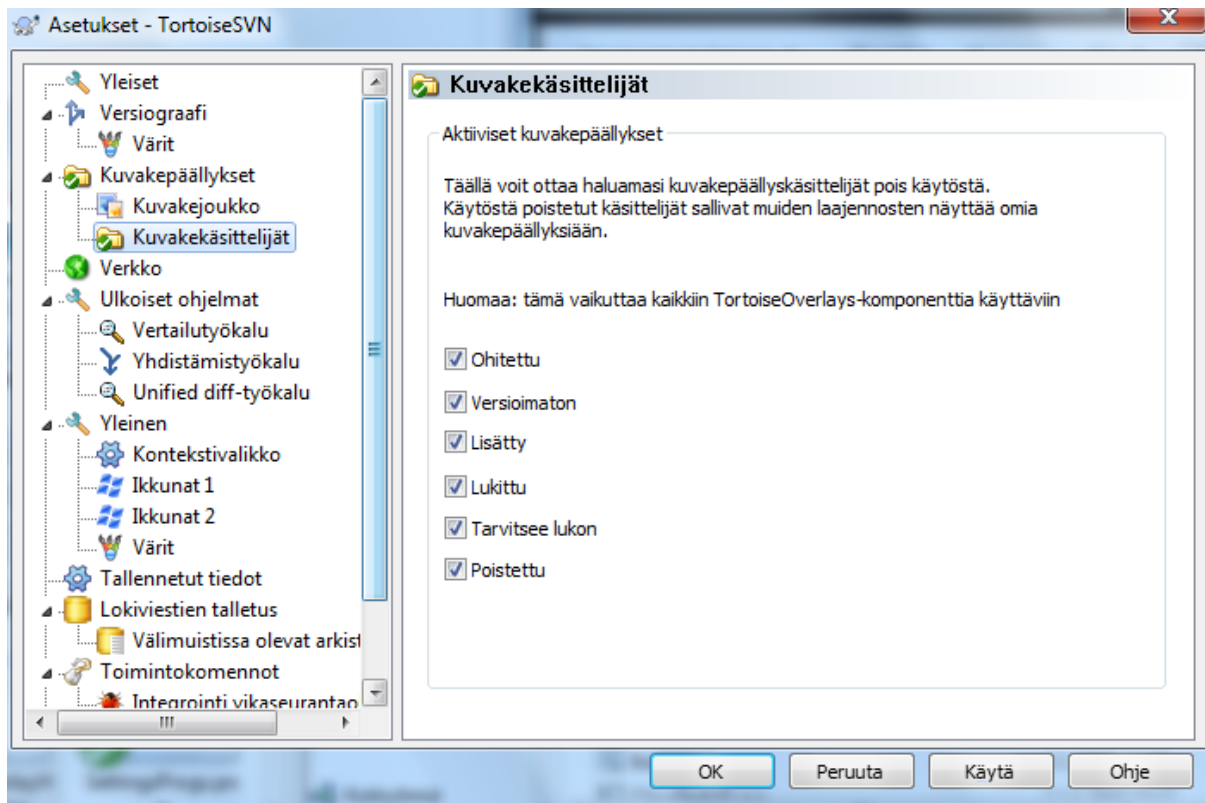 Asetukset - TortoiseSVN
Yleiset
Versiograafi
Värit
Kuvakepäällykset
Kuvakejoukko
Kuvakekäsittelijät
Verkko
Ulkoiset ohjelmat
Vertailutyökalu
Yhdistämistyökalu
Unified diff-työkalu
Yleinen
Kontekstivalikko
Ikkunat 1
Ikkunat 2
Värit
Tallennetut tiedot
Lokiviestien talletus
Välimuistissa olevat arkist
Toimintokomennot
Integrointi vikaseurantao
Kuvakekäsittelijät
Aktiiviset kuvakepäällykset
Täällä voit ottaa haluamasi kuvakepäällyskäsittelijät pois käytöstä.
Käytöstä poistetut käsittelijät sallivat muiden laajennosten näyttää omia
kuvakepäällyksiään.
Huomaa: tämä vaikuttaa kaikkiin TortoiseOverlays-komponenttia käyttäviin
Ohitettu
Versioimaton
Lisätty
Lukittu
Tarvitsee lukon
Poistettu
OK
Peruuta
Käytä
Ohje